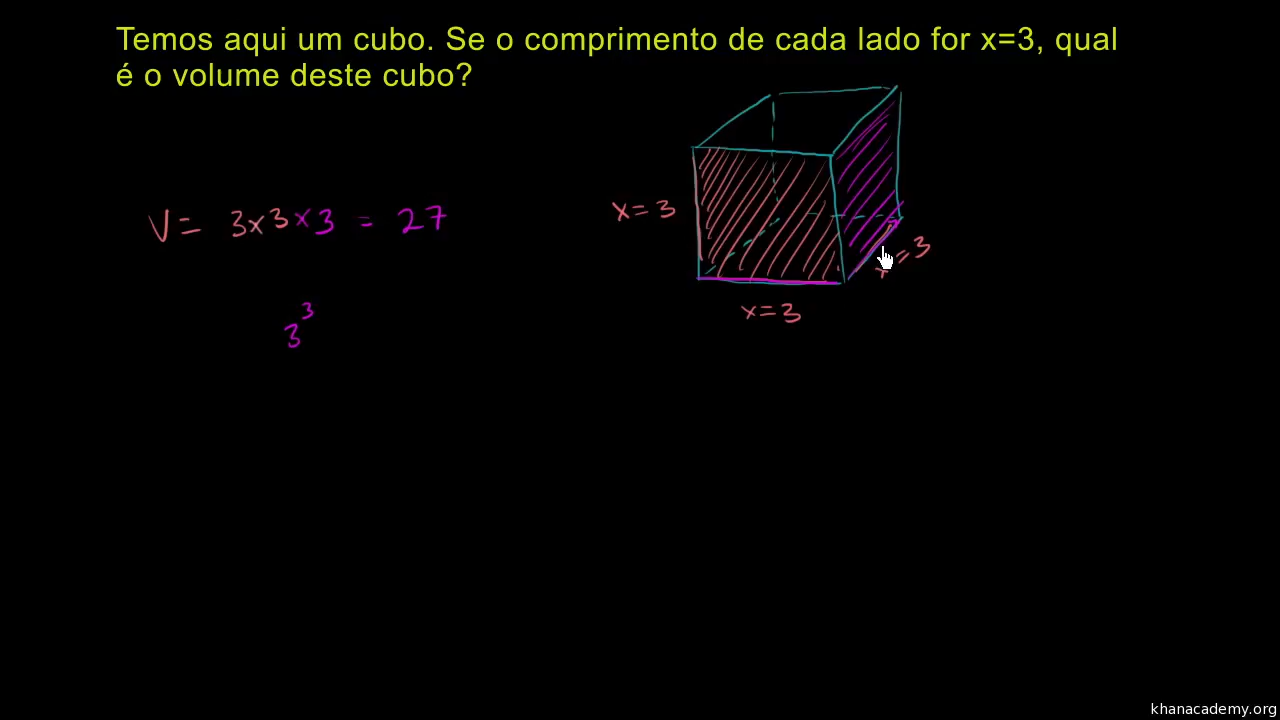 Temos aqui um cubo. Se o comprimento de cada lado for x=3, qual
é o volume deste cubo?
V= 3x3x3 = 27
x=3
x=3
x=3
3³
khanacademy.org